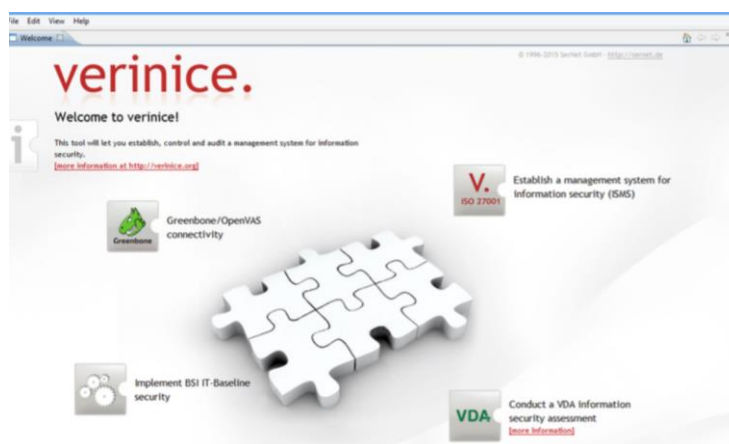 File Edit View Help
Welcome
© 1996-2015 SerNet GmbH - http://sernet.de
verinice.
Welcome to verinice!
This tool will let you establish, control and audit a management system for information
security.
[more information at http://verinice.org]
V.
ISO 27001
Establish a management system for
information security (ISMS)
Greenbone
Greenbone/OpenVAS
connectivity
Implement BSI IT-Baseline
security
VDA
Conduct a VDA information
security assessment
[more information]